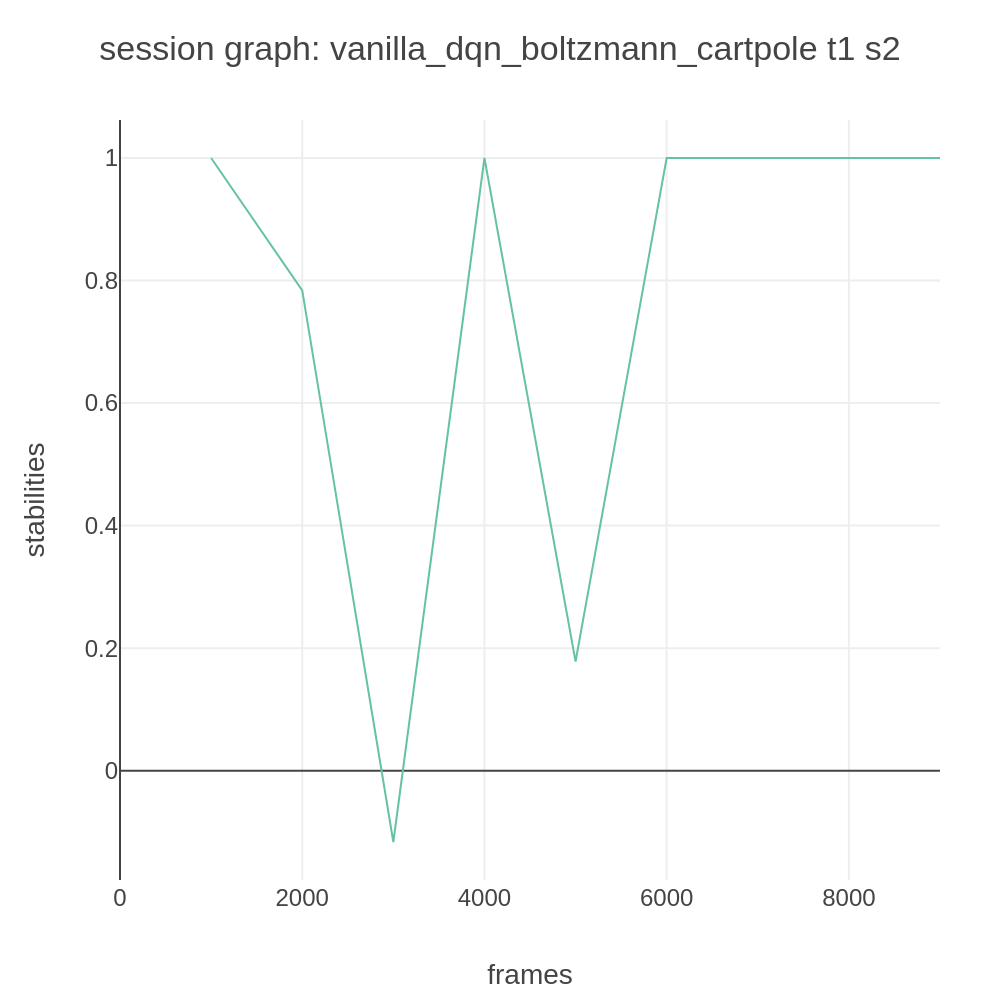 session graph: vanilla_dqn_boltzmann_cartpole t1 s2
1
0.8
0.6
0.4
0.2
0
stabilities
0 2000 4000 6000 8000
frames